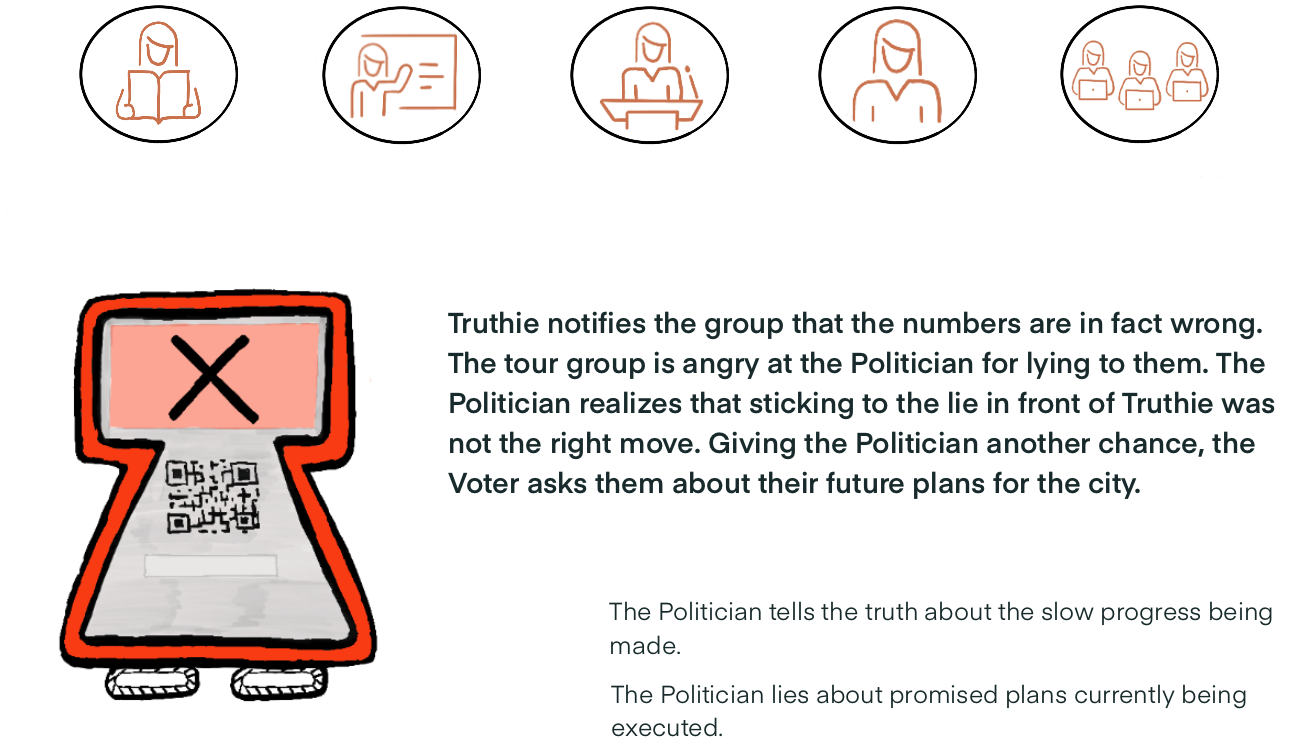 Truthie notifies the group that the numbers are in fact wrong.
The tour group is angry at the Politician for lying to them. The
Politician realizes that sticking to the lie in front of Truthie was
not the right move. Giving the Politician another chance, the
Voter asks them about their future plans for the city.
The Politician tells the truth about the slow progress being
made.
The Politician lies about promised plans currently being
executed.